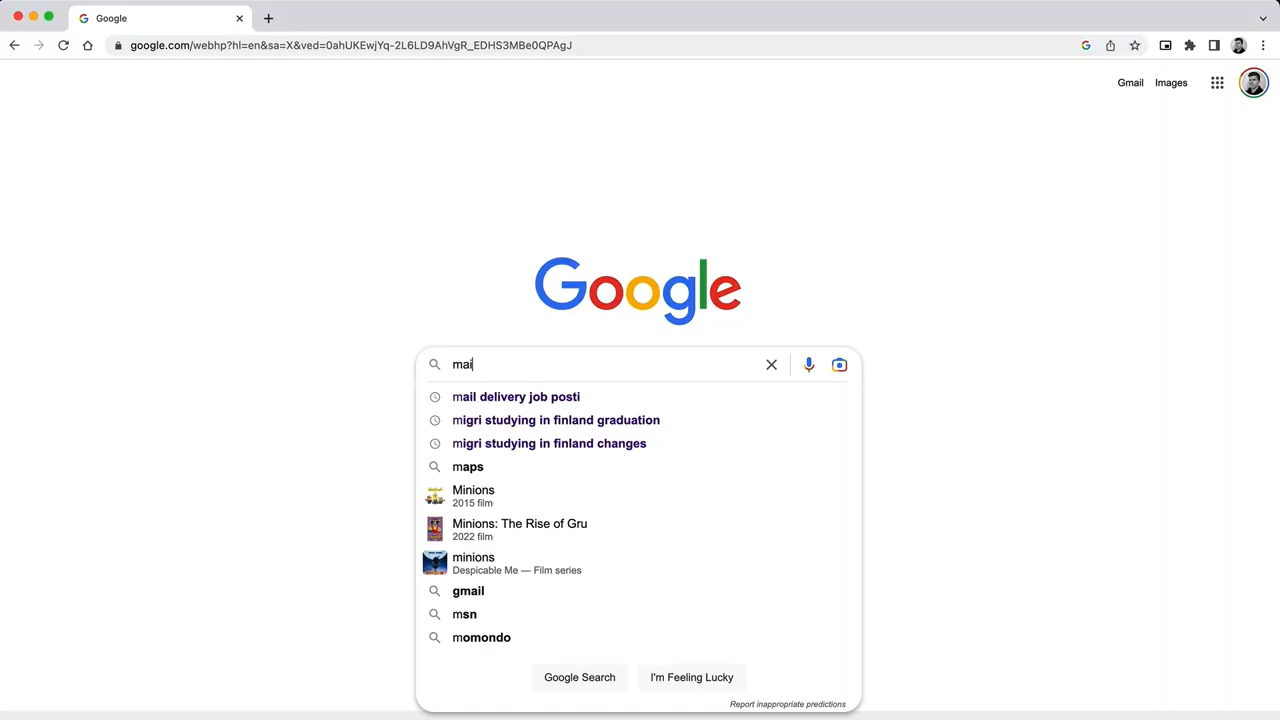 Google
google.com/webhp?hl=en&sa=X&ved=0ahUKEwjYq-2L6LD9AhVgR_EDHS3MBe0QPAgJ
Gmail Images
Google
mai
mail delivery job posti
migri studying in finland graduation
migri studying in finland changes
maps
Minions
2015 film
Minions: The Rise of Gru
2022 film
minions
Despicable Me — Film series
gmail
msn
momondo
Google Search I'm Feeling Lucky
Report inappropriate predictions